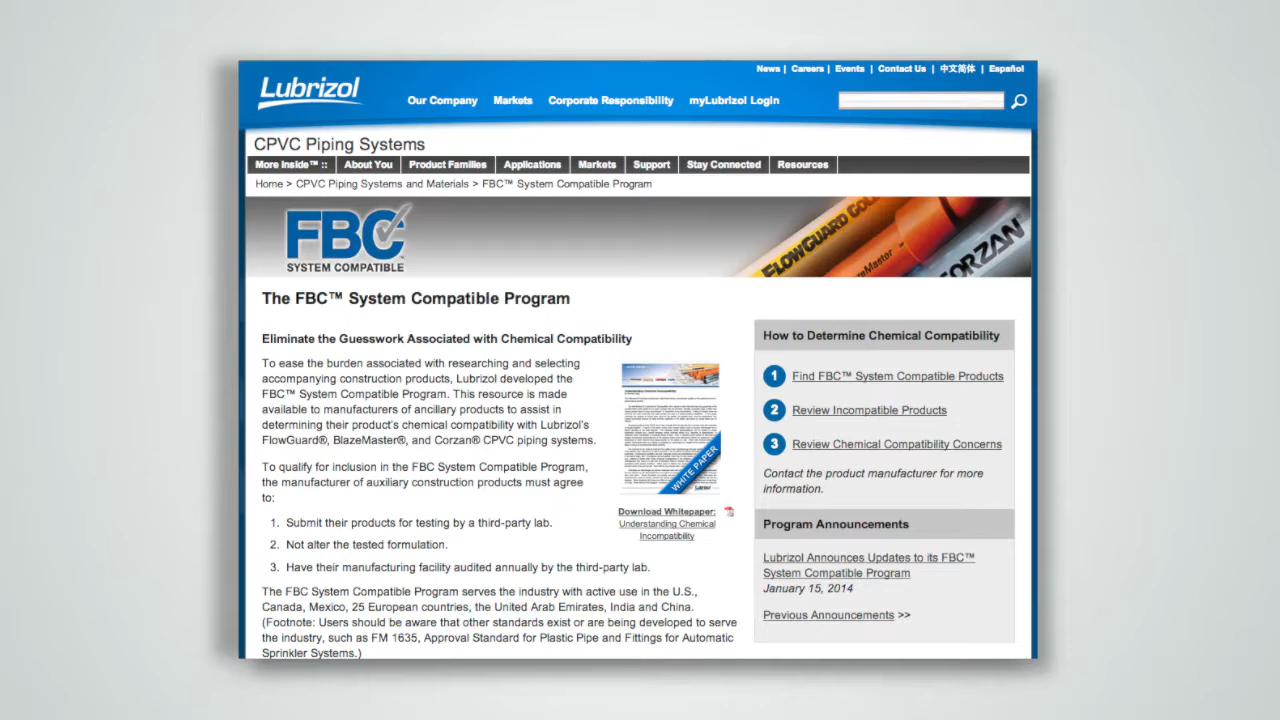 Lubrizol
News | Careers | Events | Contact Us | 中文简体 | Español
Our Company Markets Corporate Responsibility myLubrizol Login
CPVC Piping Systems
More Inside™ :: About You Product Families Applications Markets Support Stay Connected Resources
Home > CPVC Piping Systems and Materials > FBC™ System Compatible Program
FBC™
SYSTEM COMPATIBLE
FLOWGUARD GOLD
ORZAN
The FBC™ System Compatible Program
Eliminate the Guesswork Associated with Chemical Compatibility
To ease the burden associated with researching and selecting
accompanying construction products, Lubrizol developed the
FBC™ System Compatible Program. This resource is made
available to manufacturers of ancillary products to assist in
determining their product's chemical compatibility with Lubrizol's
FlowGuard®, BlazeMaster®, and Corzan® CPVC piping systems.
To qualify for inclusion in the FBC System Compatible Program,
the manufacturer of auxiliary construction products must agree
to:
1. Submit their products for testing by a third-party lab.
2. Not alter the tested formulation.
3. Have their manufacturing facility audited annually by the third-party lab.
The FBC System Compatible Program serves the industry with active use in the U.S.,
Canada, Mexico, 25 European countries, the United Arab Emirates, India and China.
(Footnote: Users should be aware that other standards exist or are being developed to serve
the industry, such as FM 1635, Approval Standard for Plastic Pipe and Fittings for Automatic
Sprinkler Systems.)
WHITE PAPER
Download Whitepaper:
Understanding Chemical
Incompatibility
How to Determine Chemical Compatibility
1 Find FBC™ System Compatible Products
2 Review Incompatible Products
3 Review Chemical Compatibility Concerns
Contact the product manufacturer for more
information.
Program Announcements
Lubrizol Announces Updates to its FBC™
System Compatible Program
January 15, 2014
Previous Announcements >>